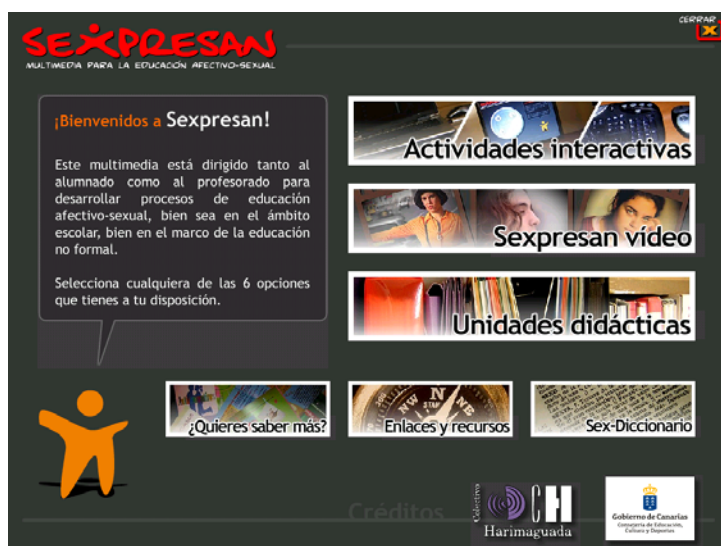 CERRAR
SEXPRESAN
MULTIMEDIA PARA LA EDUCACIÓN AFECTIVO-SEXUAL
¡Bienvenidos a Sexpresan!
Este multimedia está dirigido tanto al
alumnado como al profesorado para
desarrollar procesos de educación
afectivo-sexual, bien sea en el ámbito
escolar, bien en el marco de la educación
no formal.
Selecciona cualquiera de las 6 opciones
que tienes a tu disposición.
Actividades interactivas
Sexpresan vídeo
Unidades didácticas
¿Quieres saber más?
N
NW
NE
Enlaces y recursos
Sex-Diccionario
Créditos
Colectivo
Harimaguada
Gobierno de Canarias
Consejería de Educación,
Cultura y Deportes